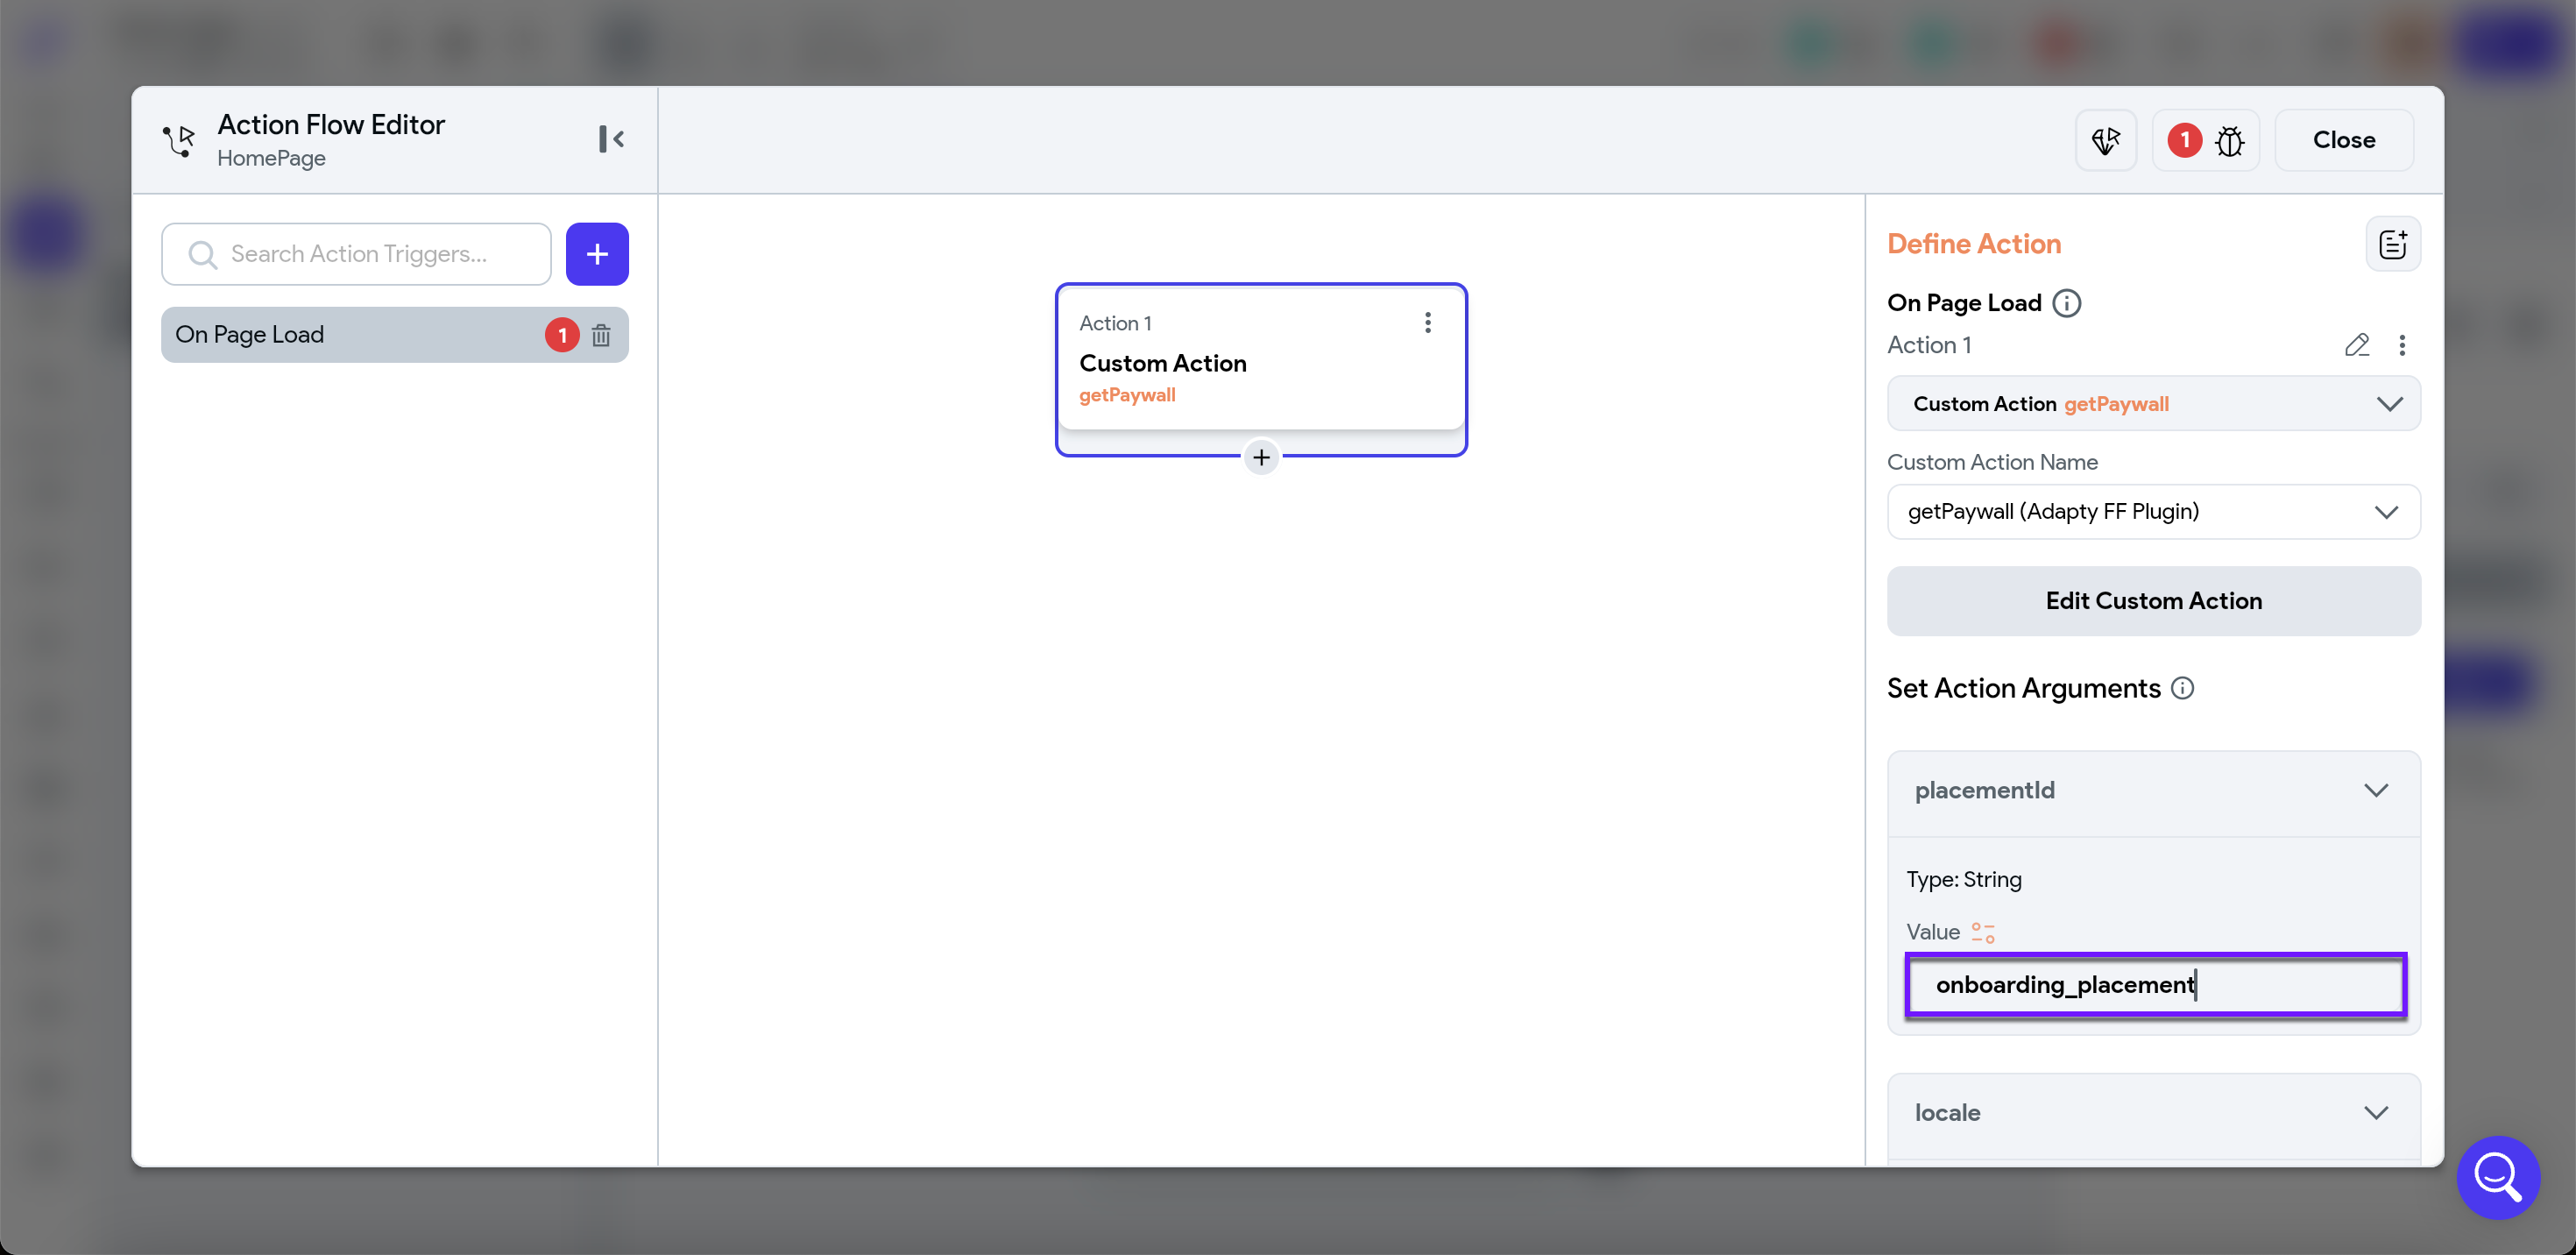 Action Flow Editor
HomePage
1
Close
Search Action Triggers...
On Page Load
1
Action 1
Custom Action
getPaywall
Define Action
On Page Load
Action 1
Custom Action getPaywall
Custom Action Name
getPaywall (Adapty FF Plugin)
Edit Custom Action
Set Action Arguments
placementId
Type: String
Value
onboarding_placement
locale